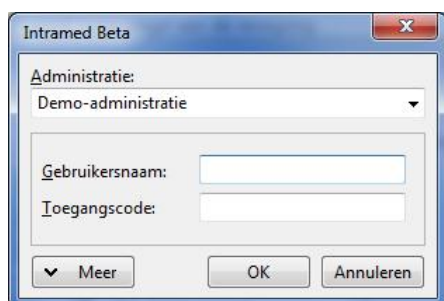 Intramed Beta
Administratie:
Demo-administratie
Gebruikersnaam:
Toegangscode:
Meer OK Annuleren